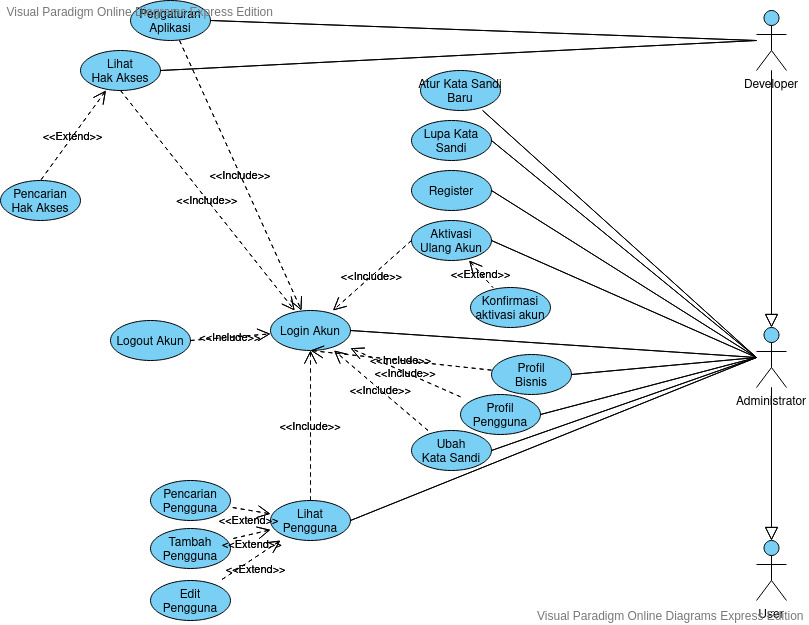 Visual Paradigm Online Diagrams Express Edition
Pengaturan
Aplikasi
Lihat
Hak Akses
Developer
Atur Kata Sandi
Baru
<<Extend>>
Lupa Kata
Sandi
<<Include>>
Pencarian
Hak Akses
<<Include>>
Register
Aktivasi
Ulang Akun
<<Include>>
<<Extend>>
Konfirmasi
aktivasi akun
Login Akun
Logout Akun
<<Include>>
<<Include>>
<<Include>>
<<Include>>
Profil
Bisnis
Administrator
Profil
Pengguna
<<Include>>
Ubah
Kata Sandi
Pencarian
Pengguna
<<Extend>>
Lihat
Pengguna
Tambah
Pengguna
<<Extend>>
<<Extend>>
Edit
Pengguna
User
Visual Paradigm Online Diagrams Express Edition